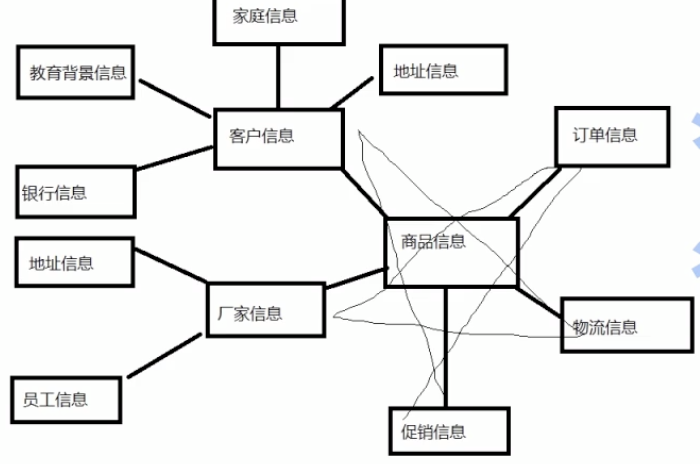 家庭信息
教育背景信息
地址信息
客户信息
订单信息
银行信息
商品信息
地址信息
厂家信息
物流信息
员工信息
促销信息